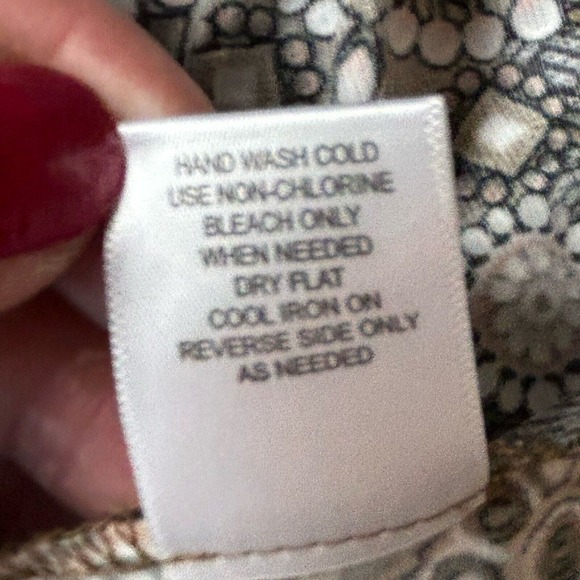 HAND WASH COLD
USE NON-CHLORINE
BLEACH ONLY
WHEN NEEDED
DRY FLAT
COOL IRON ON
REVERSE SIDE ONLY
AS NEEDED